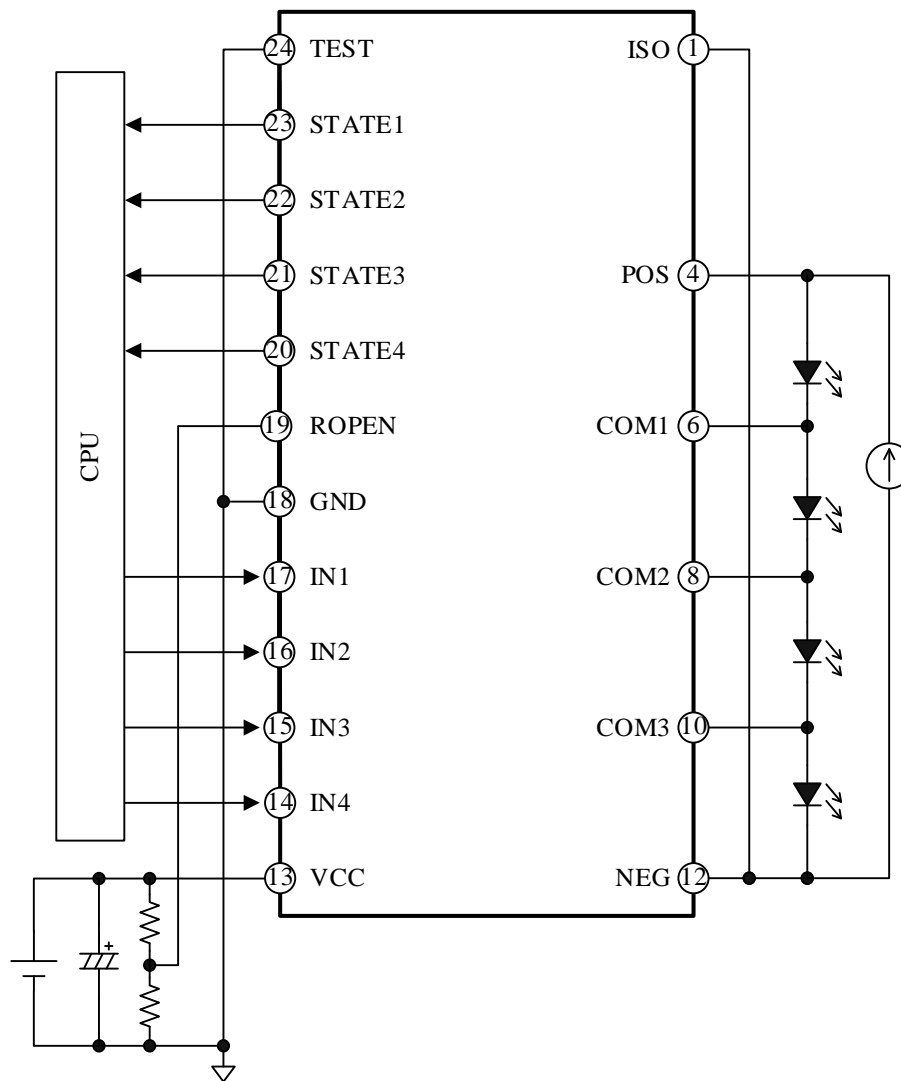 24 TEST ISO 1
23 STATE1
22 STATE2
21 STATE3 POS 4
20 STATE4
19 ROPEN COM1 6
CPU
18 GND
17 IN1 COM2 8
16 IN2
15 IN3 COM3 10
14 IN4
13 VCC NEG 12
+